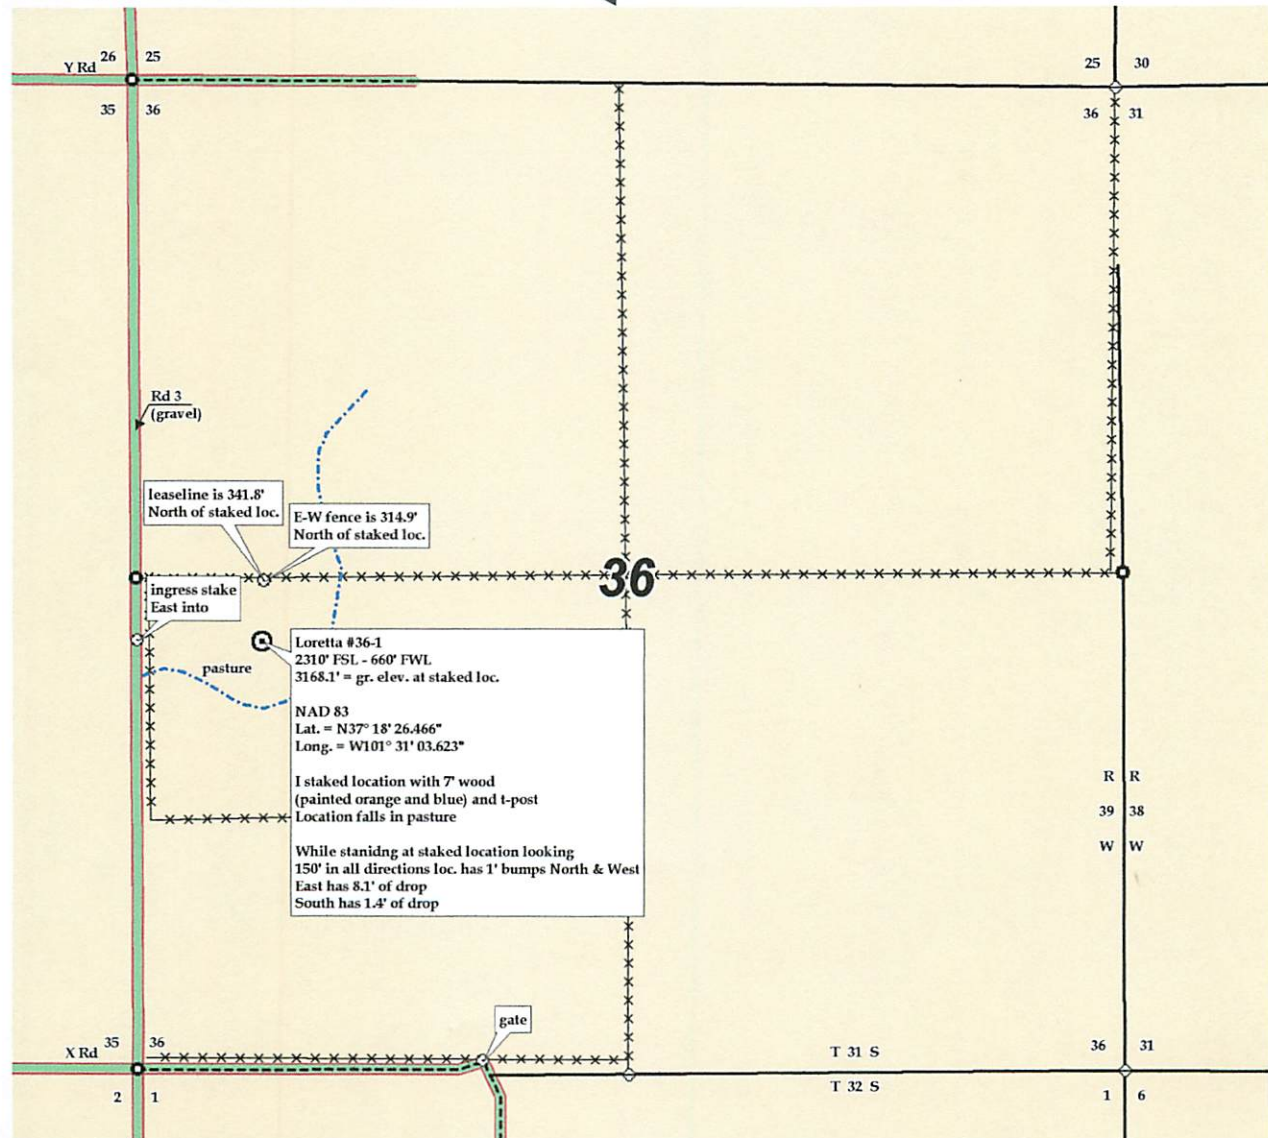 26 25
Y Rd
35 36
25 30
36 31
Rd 3
(gravel)
leaseline is 341.8'
North of staked loc.
E-W fence is 314.9'
North of staked loc.
36
ingress stake
East into
pasture
Loretta #36-1
2310' FSL - 660' FWL
3168.1' = gr. elev. at staked loc.
NAD 83
Lat. = N37° 18' 26.466"
Long. = W101° 31' 03.623"
I staked location with 7' wood
(painted orange and blue) and t-post
Location falls in pasture
While stanidng at staked location looking
150' in all directions loc. has 1' bumps North & West
East has 8.1' of drop
South has 1.4' of drop
R R
39 38
W W
gate
35 36
X Rd
2 1
T 31 S
T 32 S
36 31
1 6